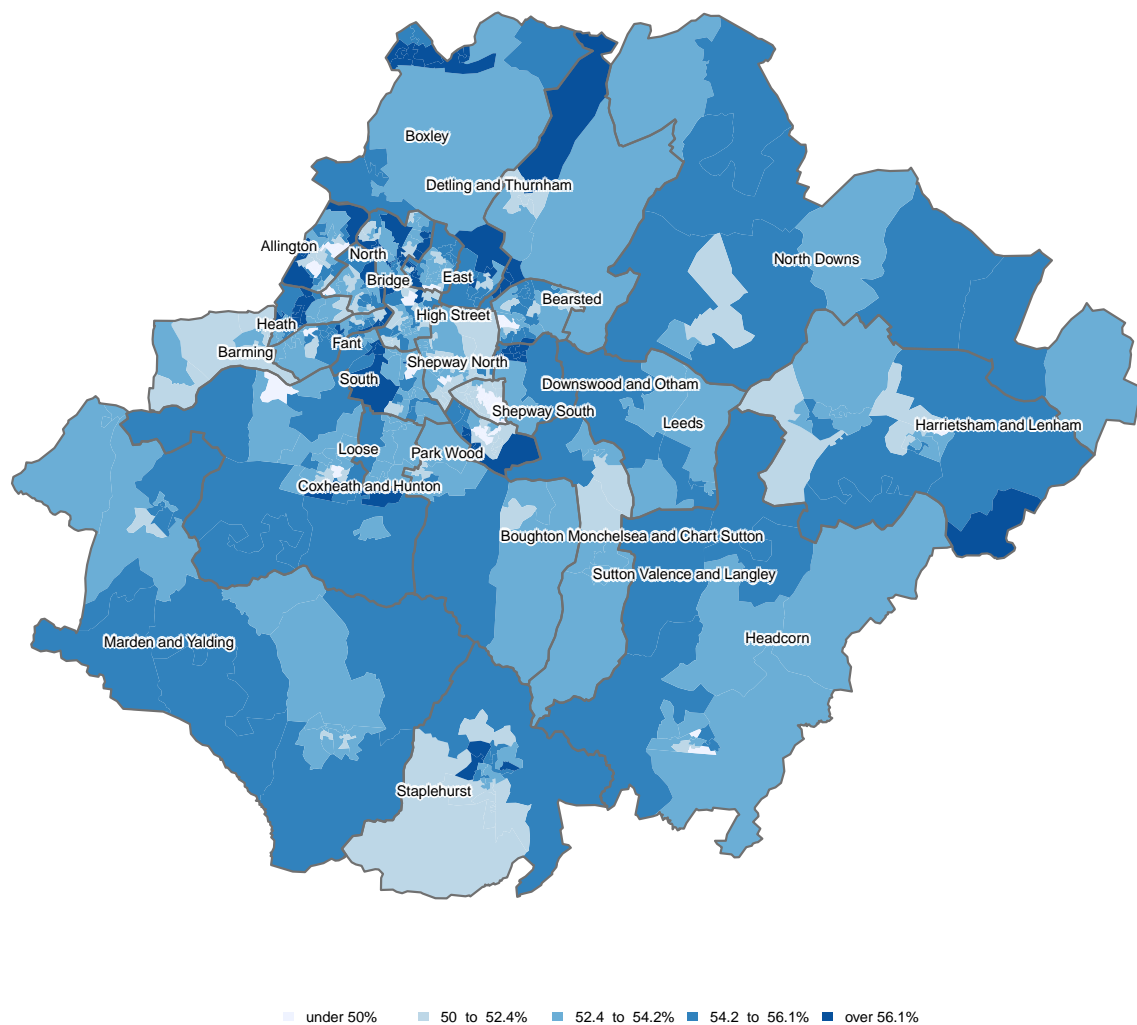 Boxley
Detling and Thurnham
Allington
North
North Downs
East
Bridge
Bearsted
High Street
Heath
Fant
Barming
Shepway North
South
Downswood and Otham
Shepway South
Leeds
Harrietsham and Lenham
Loose
Park Wood
Coxheath and Hunton
Boughton Monchelsea and Chart Sutton
Sutton Valence and Langley
Headcorn
Marden and Yalding
Staplehurst
under 50% 50 to 52.4% 52.4 to 54.2% 54.2 to 56.1% over 56.1%